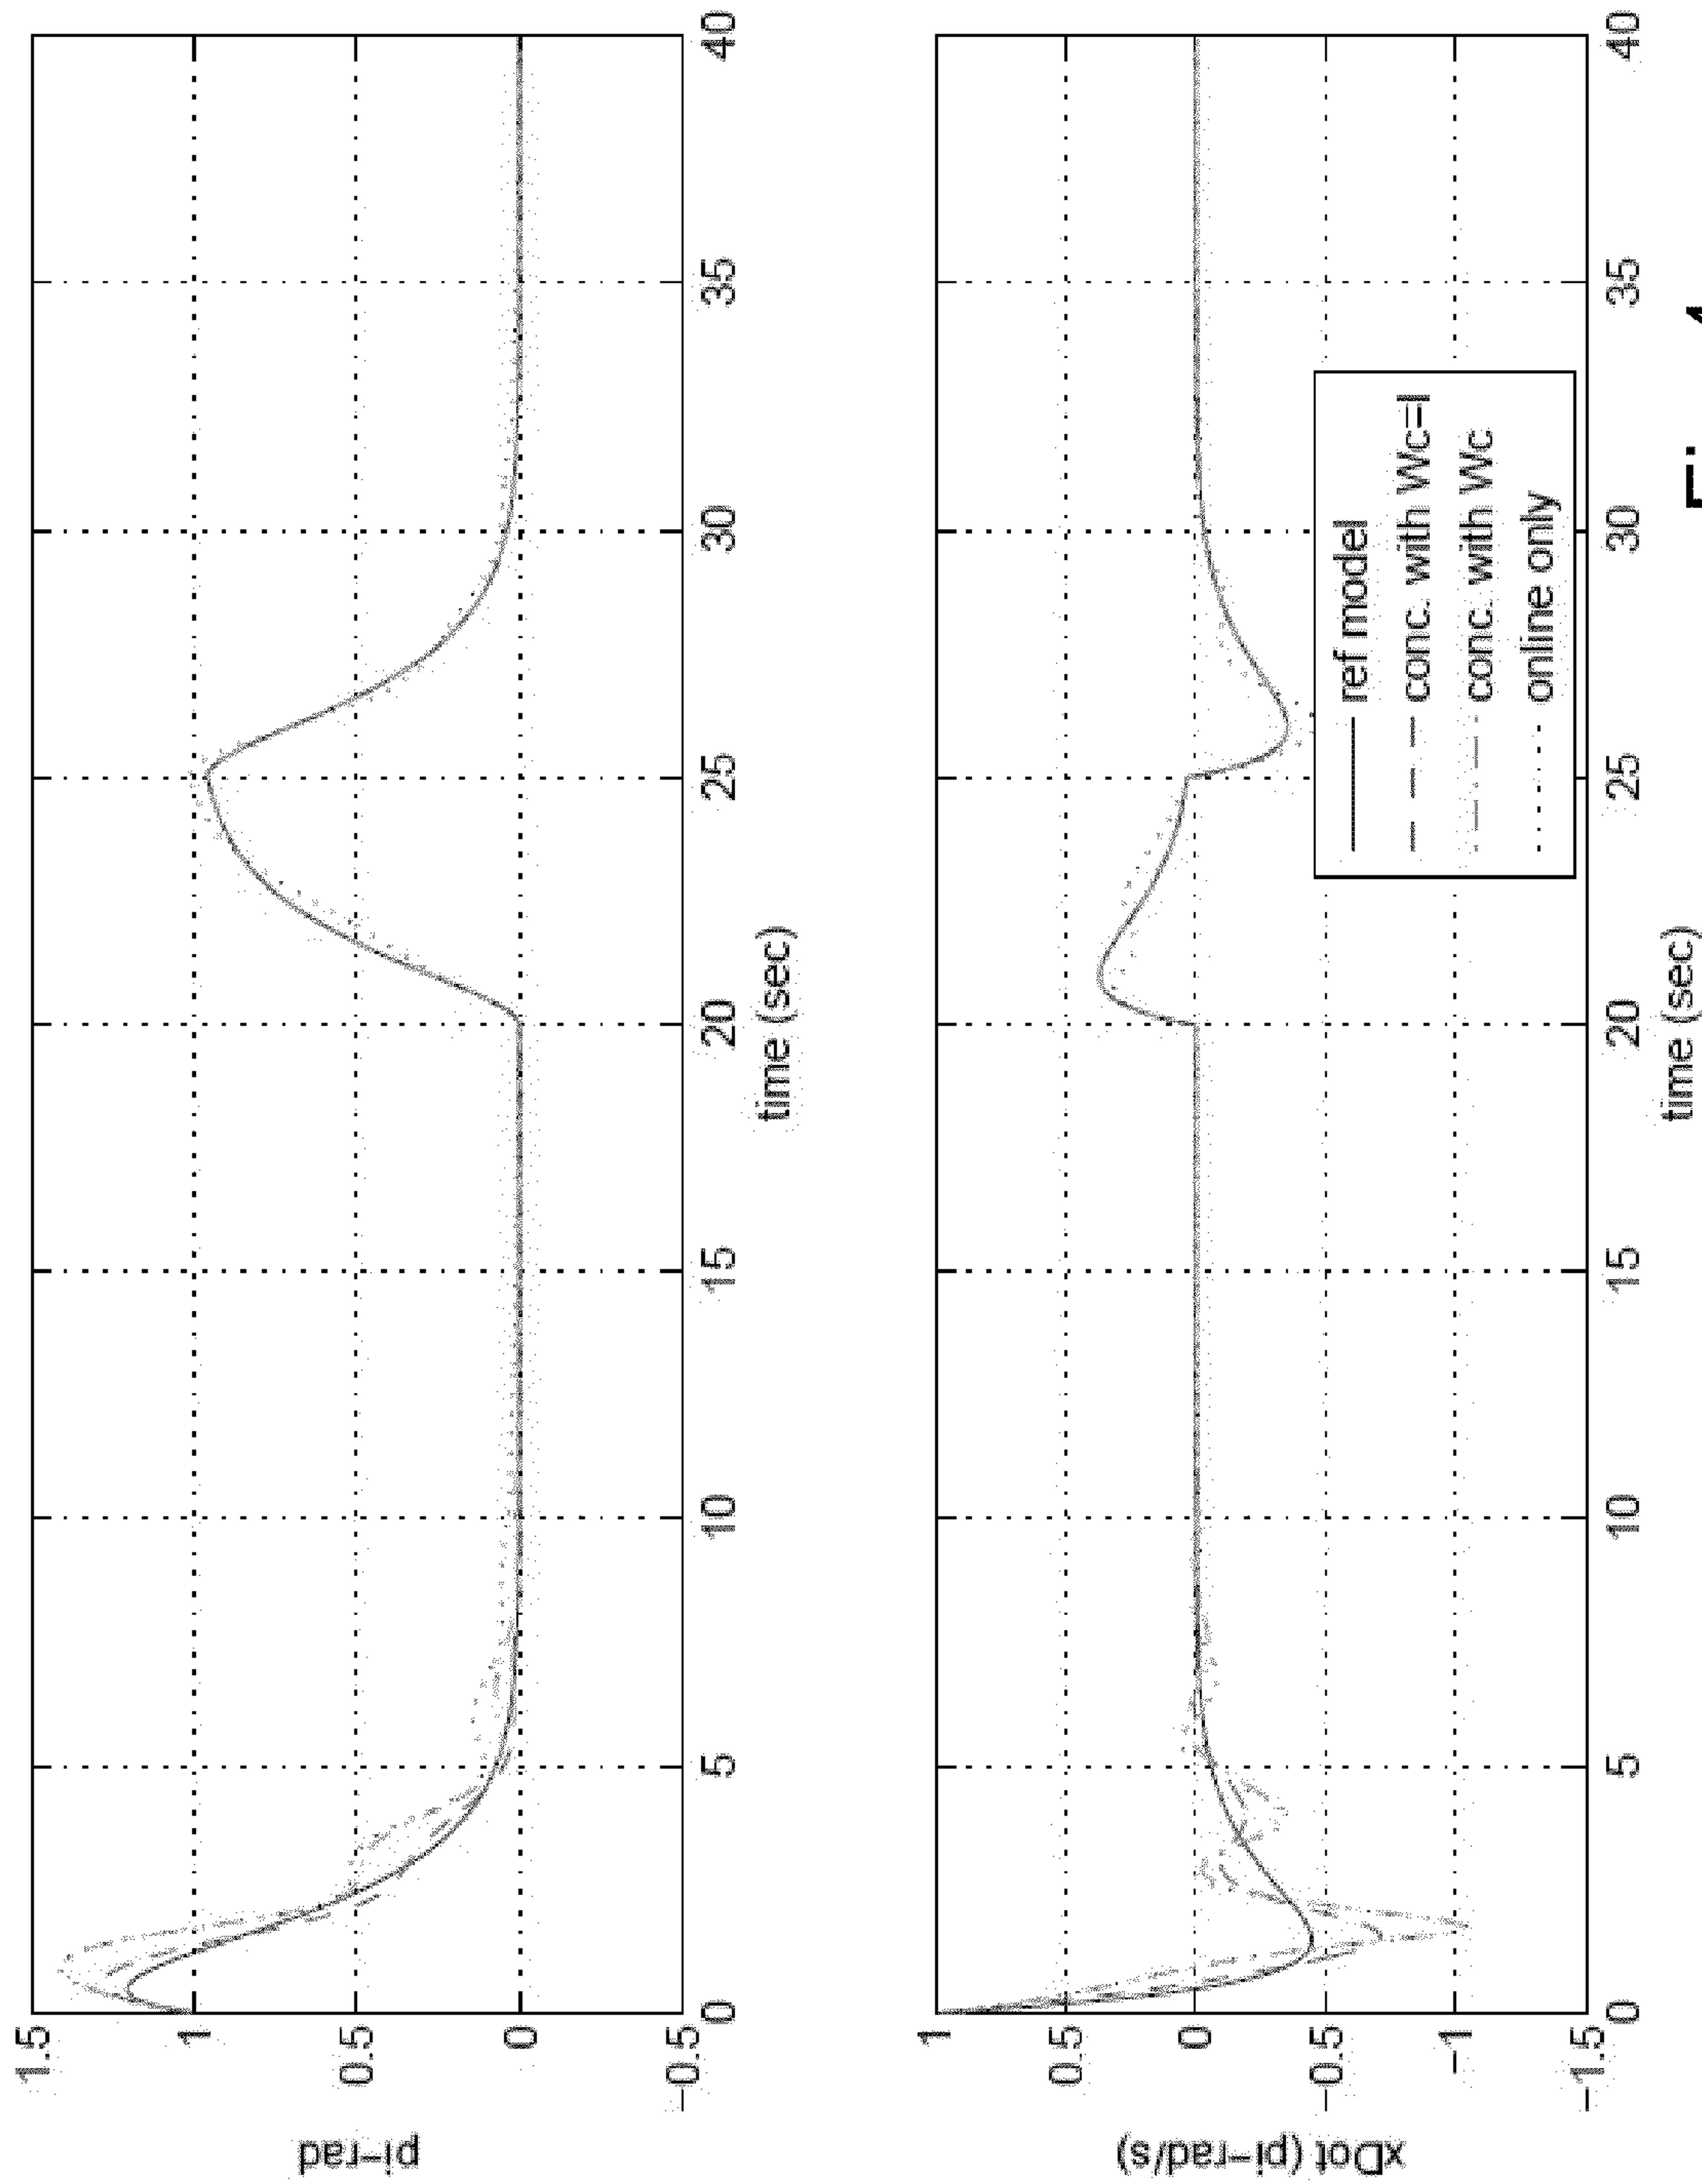 pi-rad
1.5
1
0.5
0
-0.5
0 5 10 15 20 25 30 35 40
time (sec)
xDot (pi-rad/s)
1
0.5
0
-0.5
-1
-1.5
0 5 10 15 20 25 30 35 40
time (sec)
ref model
conc. with Wc=I
conc. with Wc
online only